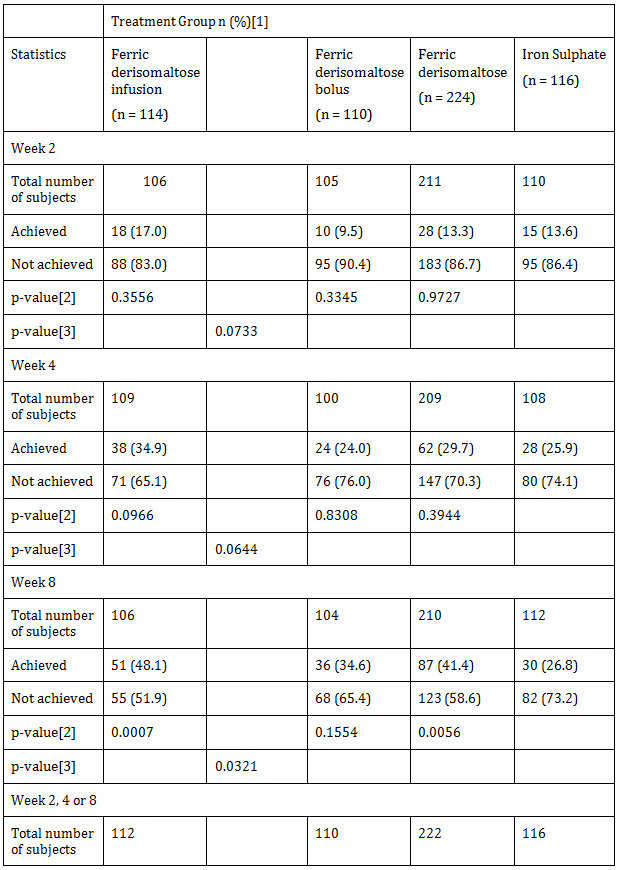 Treatment Group n (%)[1]
Statistics
Ferric derisomaltose infusion (n = 114)
Ferric derisomaltose bolus (n = 110)
Ferric derisomaltose (n = 224)
Iron Sulphate (n = 116)
Week 2
Total number of subjects 106 105 211 110
Achieved 18 (17.0) 10 (9.5) 28 (13.3) 15 (13.6)
Not achieved 88 (83.0) 95 (90.4) 183 (86.7) 95 (86.4)
p-value[2] 0.3556 0.3345 0.9727
p-value[3] 0.0733
Week 4
Total number of subjects 109 100 209 108
Achieved 38 (34.9) 24 (24.0) 62 (29.7) 28 (25.9)
Not achieved 71 (65.1) 76 (76.0) 147 (70.3) 80 (74.1)
p-value[2] 0.0966 0.8308 0.3944
p-value[3] 0.0644
Week 8
Total number of subjects 106 104 210 112
Achieved 51 (48.1) 36 (34.6) 87 (41.4) 30 (26.8)
Not achieved 55 (51.9) 68 (65.4) 123 (58.6) 82 (73.2)
p-value[2] 0.0007 0.1554 0.0056
p-value[3] 0.0321
Week 2, 4 or 8
Total number of subjects 112 110 222 116